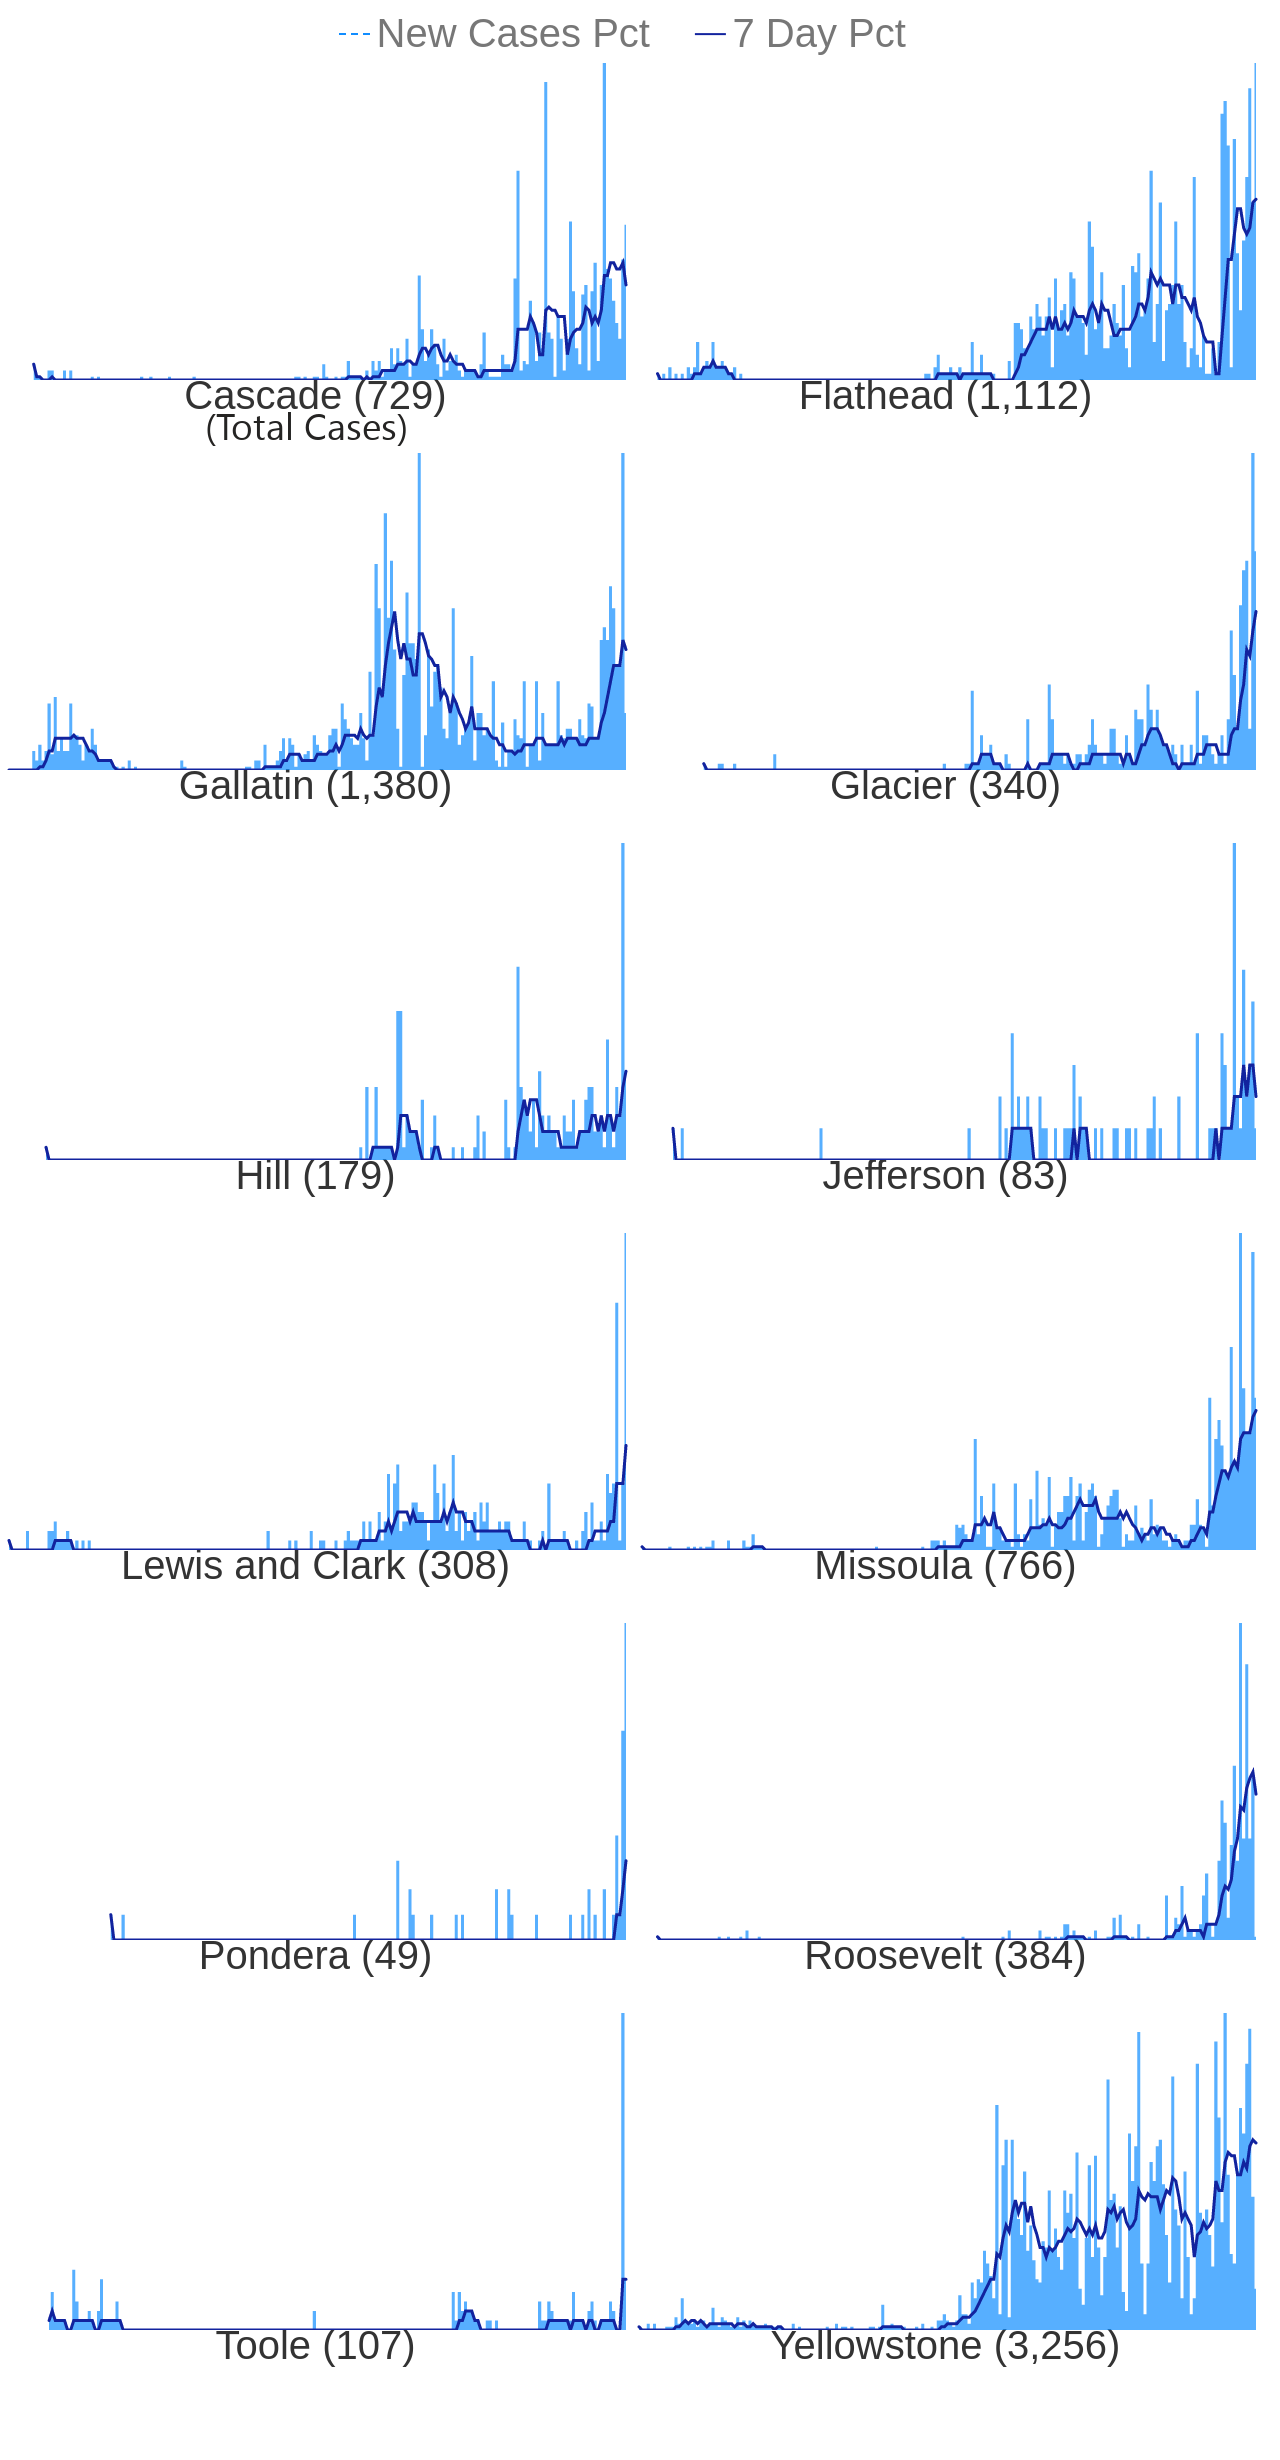 New Cases Pct 7 Day Pct
Cascade (729) Flathead (1,112)
(Total Cases)
Gallatin (1,380) Glacier (340)
Hill (179) Jefferson (83)
Lewis and Clark (308) Missoula (766)
Pondera (49) Roosevelt (384)
Toole (107) Yellowstone (3,256)